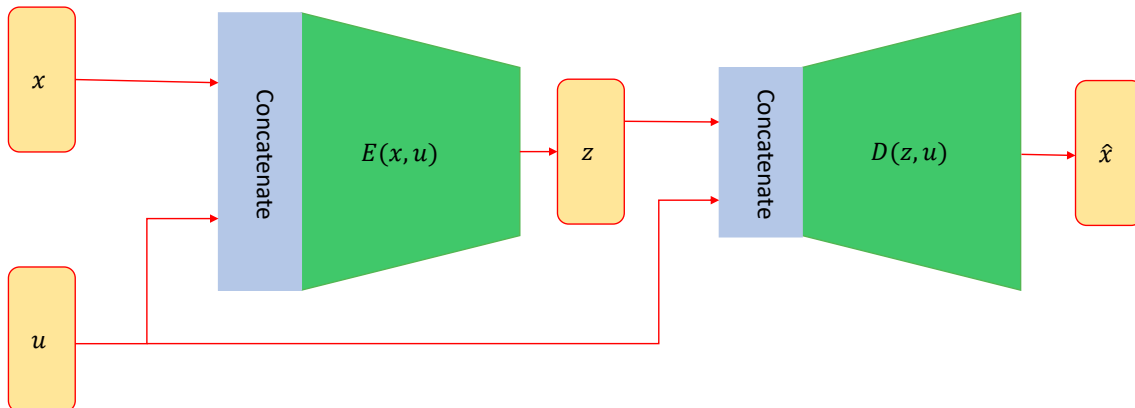 x
Concatenate
E(x, u)
z
Concatenate
D(z, u)
x̂
u